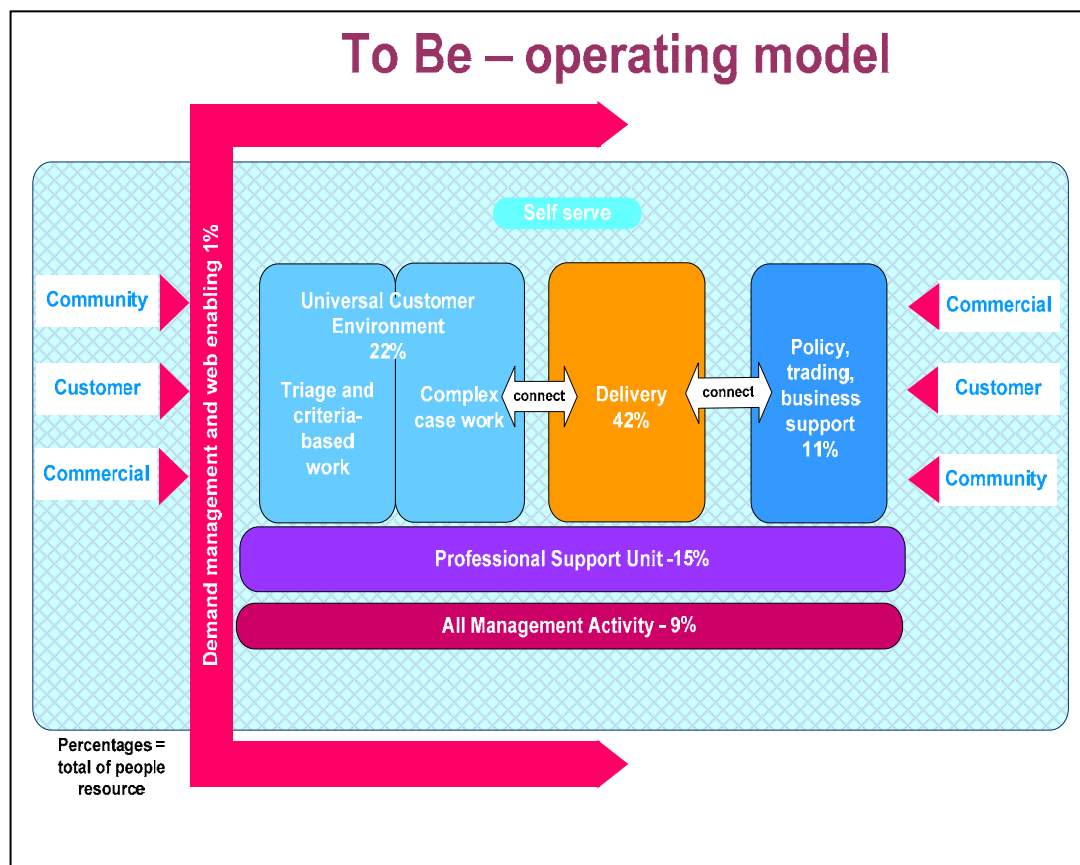 To Be – operating model
Self serve
Demand management and web enabling 1%
Community
Customer
Commercial
Universal Customer
Environment
22%
Triage and
criteria-
based
work
Complex
case work
connect
Delivery
42%
connect
Policy,
trading,
business
support
11%
Commercial
Customer
Community
Professional Support Unit -15%
All Management Activity - 9%
Percentages =
total of people
resource